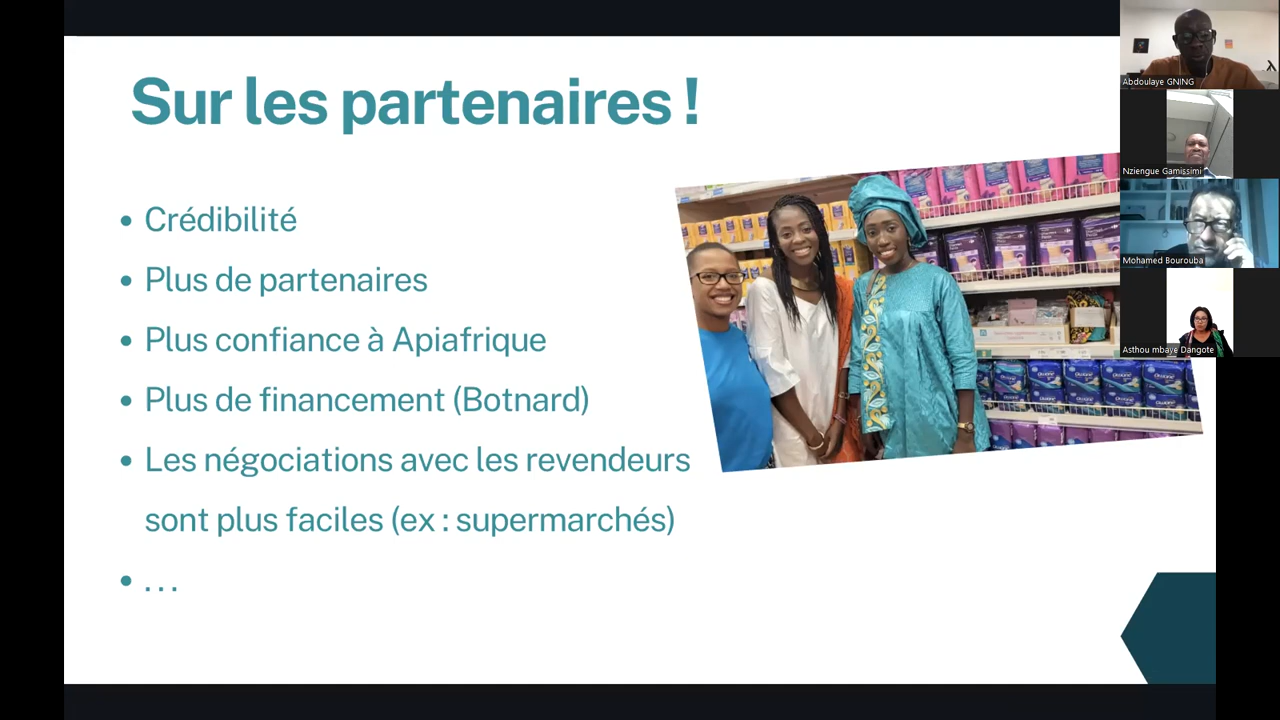 Sur les partenaires !
• Crédibilité
• Plus de partenaires
• Plus confiance à Apiafrique
• Plus de financement (Botnard)
• Les négociations avec les revendeurs
sont plus faciles (ex : supermarchés)
• . . .
Abdoulaye GNING
Nziengue Gamissimi
Mohamed Bourouba
Asthou mbaye Dangote